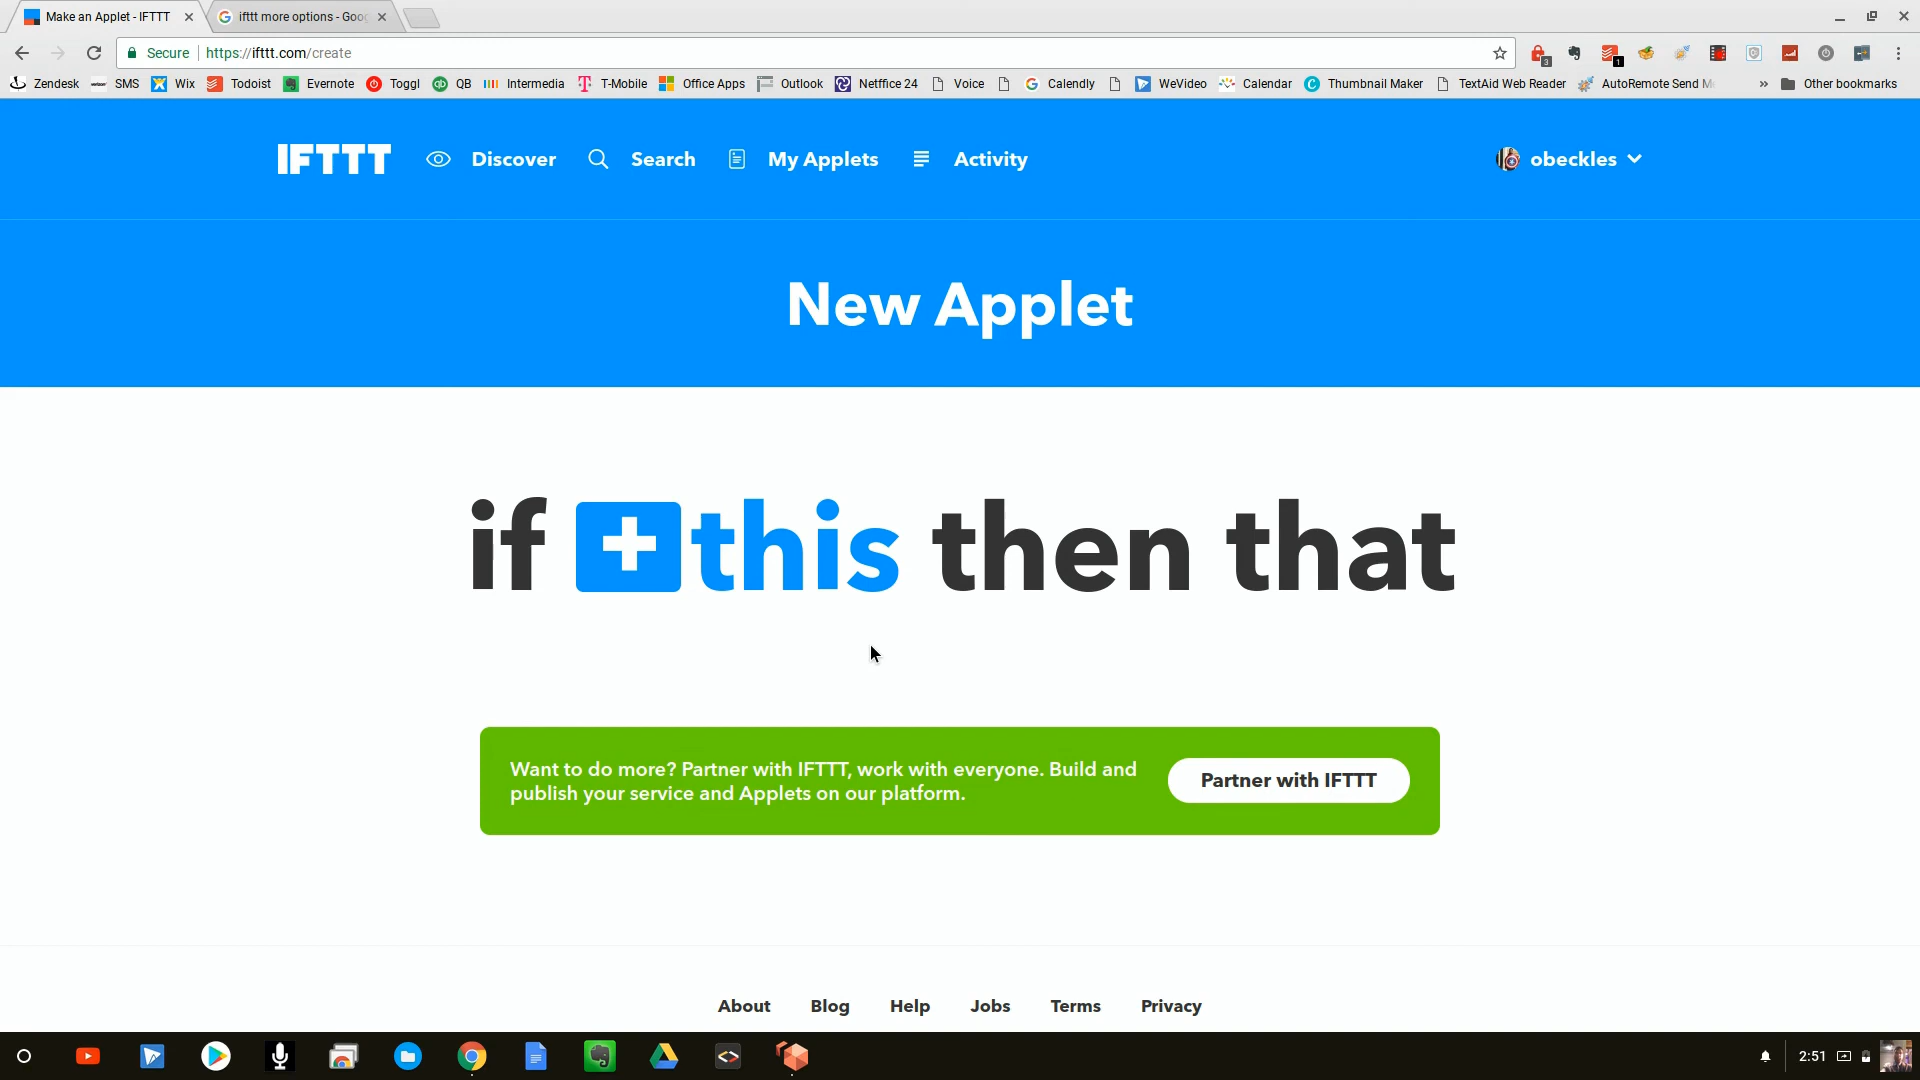 Make an Applet - IFTTT
ifttt more options - Goo
Secure
https://ifttt.com/create
3
1
Zendesk
SMS
Wix
Todoist
Evernote
Toggl
QB
Intermedia
T-Mobile
Office Apps
Outlook
Netffice 24
Voice
Calendly
WeVideo
Calendar
Thumbnail Maker
TextAid Web Reader
AutoRemote Send M
»
Other bookmarks
IFTTT
Discover
Search
My Applets
Activity
obeckles
New Applet
if this then that
Want to do more? Partner with IFTTT, work with everyone. Build and
publish your service and Applets on our platform.
Partner with IFTTT
About
Blog
Help
Jobs
Terms
Privacy
2:51